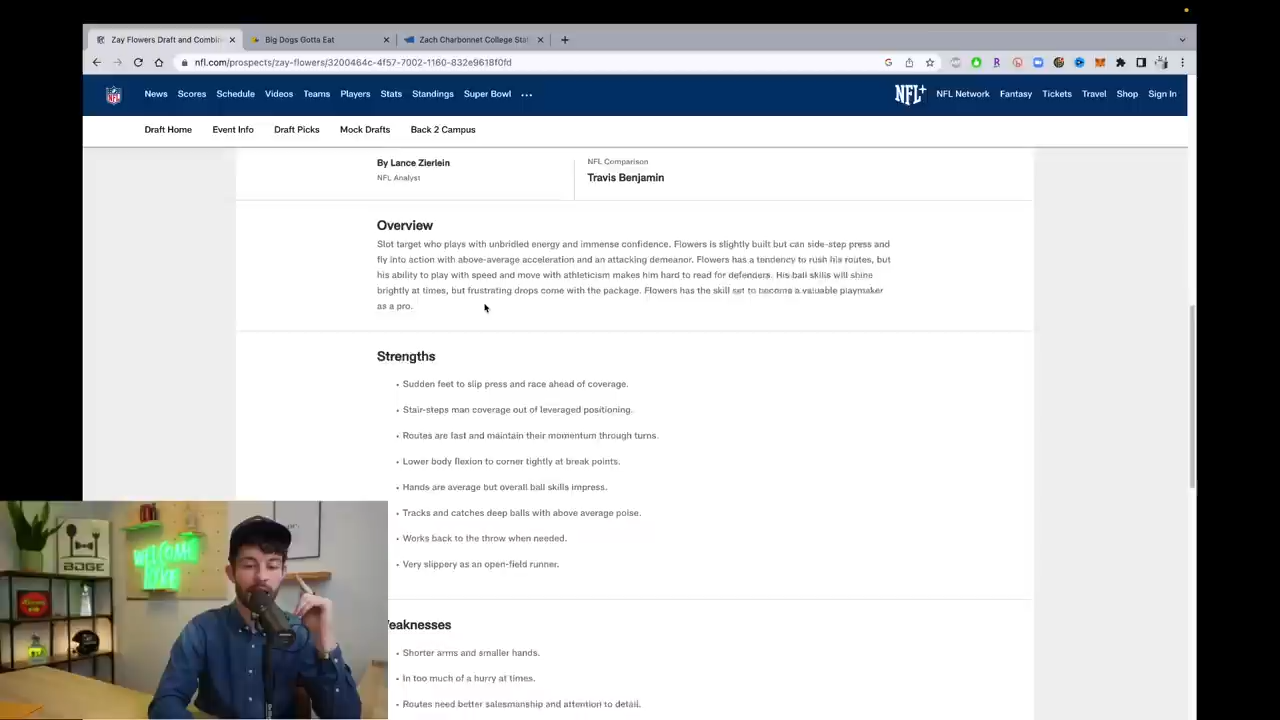 Zay Flowers Draft and Combin
Big Dogs Gotta Eat
Zach Charbonnet College Sta
nfl.com/prospects/zay-flowers/3200464c-4f57-7002-1160-832e9618f0fd
News Scores Schedule Videos Teams Players Stats Standings Super Bowl ...
NFL+ NFL Network Fantasy Tickets Travel Shop Sign In
Draft Home Event Info Draft Picks Mock Drafts Back 2 Campus
By Lance Zierlein
NFL Analyst
NFL Comparison
Travis Benjamin
Overview
Slot target who plays with unbridled energy and immense confidence. Flowers is slightly built but can side-step press and
fly into action with above-average acceleration and an attacking demeanor. Flowers has a tendency to rush his routes, but
his ability to play with speed and move with athleticism makes him hard to read for defenders. His ball skills will shine
brightly at times, but frustrating drops come with the package. Flowers has the skill set to become a valuable playmaker
as a pro.
Strengths
• Sudden feet to slip press and race ahead of coverage.
• Stair-steps man coverage out of leveraged positioning.
• Routes are fast and maintain their momentum through turns.
• Lower body flexion to corner tightly at break points.
• Hands are average but overall ball skills impress.
• Tracks and catches deep balls with above average poise.
• Works back to the throw when needed.
• Very slippery as an open-field runner.
eaknesses
• Shorter arms and smaller hands.
• In too much of a hurry at times.
• Routes need better salesmanship and attention to detail.
WELCOME
BDGE